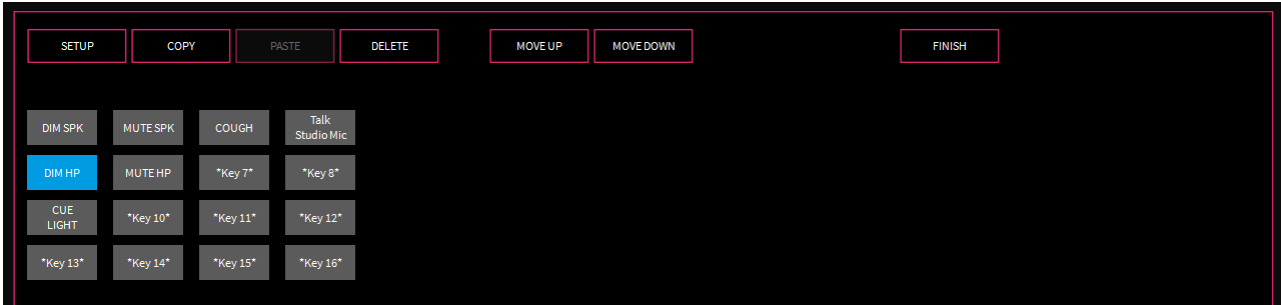 SETUP COPY PASTE DELETE MOVE UP MOVE DOWN FINISH
DIM SPK MUTE SPK COUGH Talk
Studio Mic
DIM HP MUTE HP *Key 7* *Key 8*
CUE
LIGHT *Key 10* *Key 11* *Key 12*
*Key 13* *Key 14* *Key 15* *Key 16*